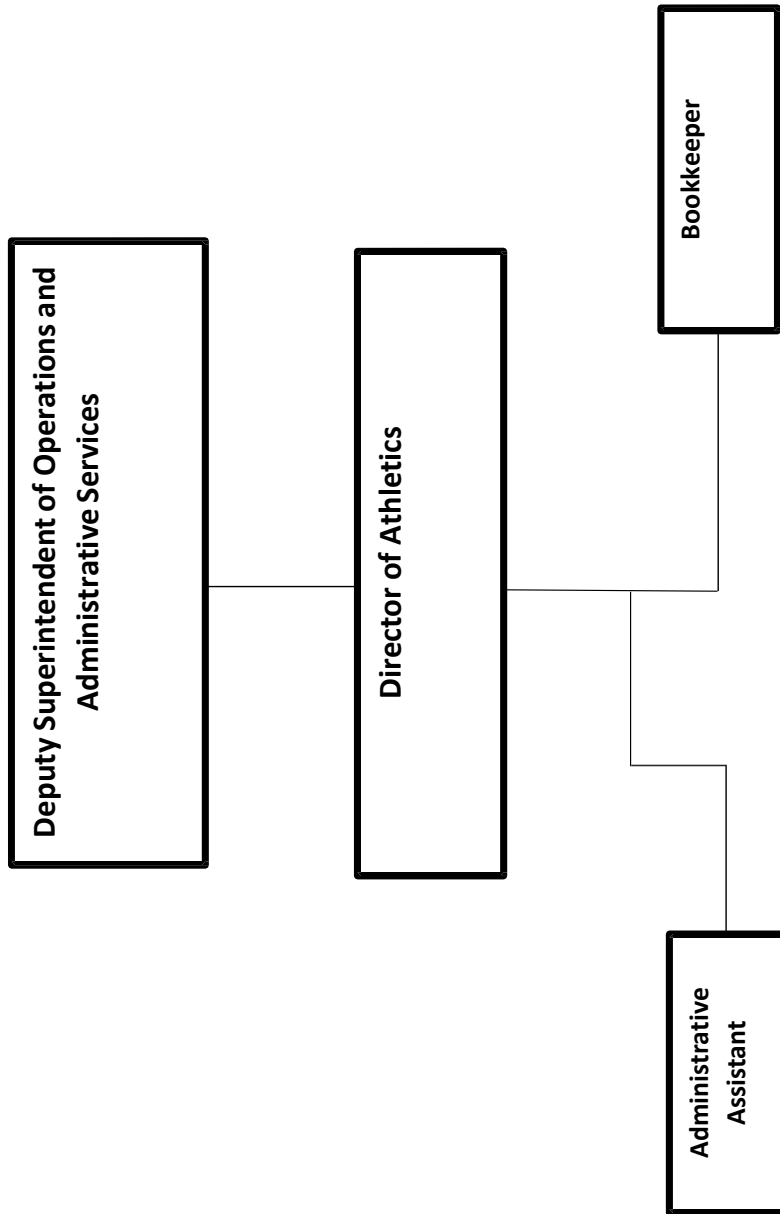 Deputy Superintendent of Operations and
Administrative Services
Director of Athletics
Administrative
Assistant
Bookkeeper